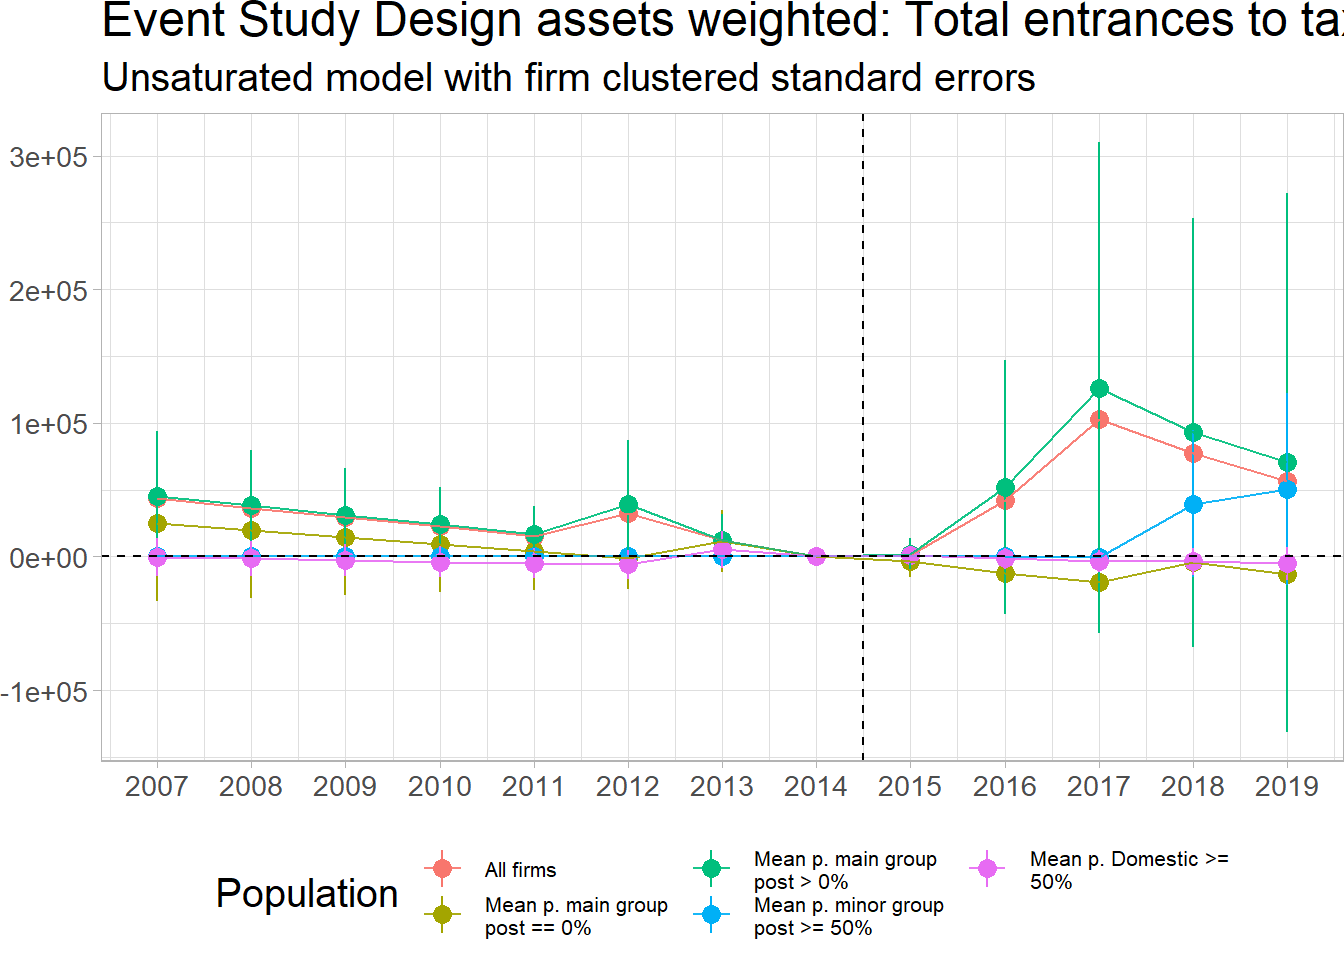 Event Study Design assets weighted: Total entrances to tax
Unsaturated model with firm clustered standard errors
3e+05
2e+05
1e+05
0e+00
-1e+05
2007 2008 2009 2010 2011 2012 2013 2014 2015 2016 2017 2018 2019
Population
All firms
Mean p. main group
post == 0%
Mean p. main group
post > 0%
Mean p. minor group
post >= 50%
Mean p. Domestic >=
50%